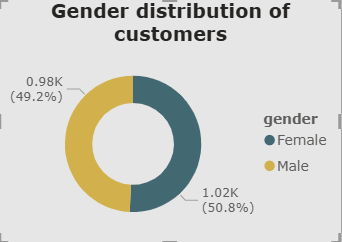 Gender distribution of
customers
0.98K
(49.2%)
gender
Female
Male
1.02K
(50.8%)